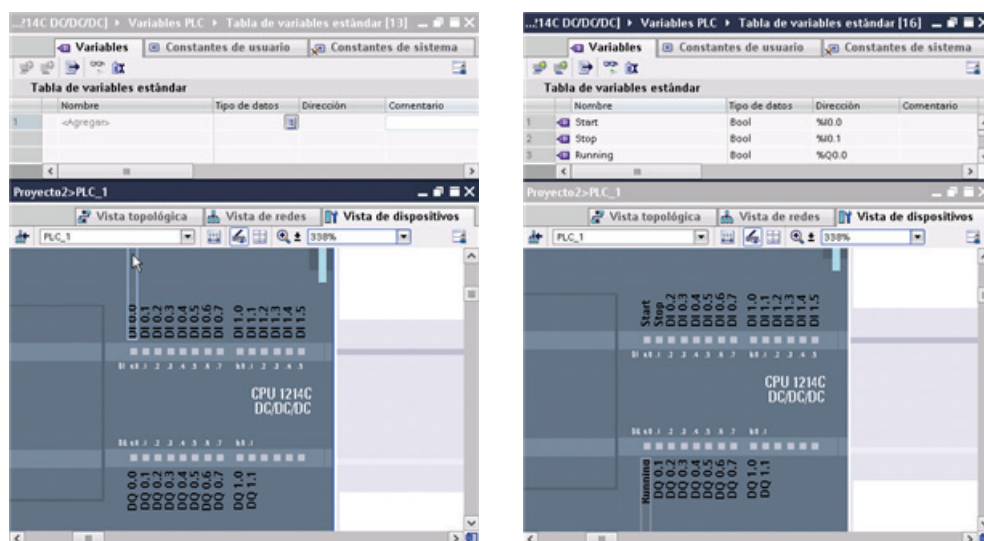 ...214C DC/DC/DC] ▸ Variables PLC ▸ Tabla de variables estándar [13]
Variables
Constantes de usuario
Constantes de sistema
Tabla de variables estándar
Nombre Tipo de datos Dirección Comentario
1 <Agregar>
Proyecto2>PLC_1
Vista topológica
Vista de redes
Vista de dispositivos
PLC_1 338%
DI 0.0
DI 0.1
DI 0.2
DI 0.3
DI 0.4
DI 0.5
DI 0.6
DI 0.7
DI 1.0
DI 1.1
DI 1.2
DI 1.3
DI 1.4
DI 1.5
CPU 1214C
DC/DC/DC
DQ 0.0
DQ 0.1
DQ 0.2
DQ 0.3
DQ 0.4
DQ 0.5
DQ 0.6
DQ 0.7
DQ 1.0
DQ 1.1
...214C DC/DC/DC] ▸ Variables PLC ▸ Tabla de variables estándar [16]
Variables
Constantes de usuario
Constantes de sistema
Tabla de variables estándar
Nombre Tipo de datos Dirección Comentario
1 Start Bool %I0.0
2 Stop Bool %I0.1
3 Running Bool %Q0.0
Proyecto2>PLC_1
Vista topológica
Vista de redes
Vista de dispositivos
PLC_1 338%
Start
Stop
DI 0.2
DI 0.3
DI 0.4
DI 0.5
DI 0.6
DI 0.7
DI 1.0
DI 1.1
DI 1.2
DI 1.3
DI 1.4
DI 1.5
CPU 1214C
DC/DC/DC
Running
DQ 0.1
DQ 0.2
DQ 0.3
DQ 0.4
DQ 0.5
DQ 0.6
DQ 0.7
DQ 1.0
DQ 1.1